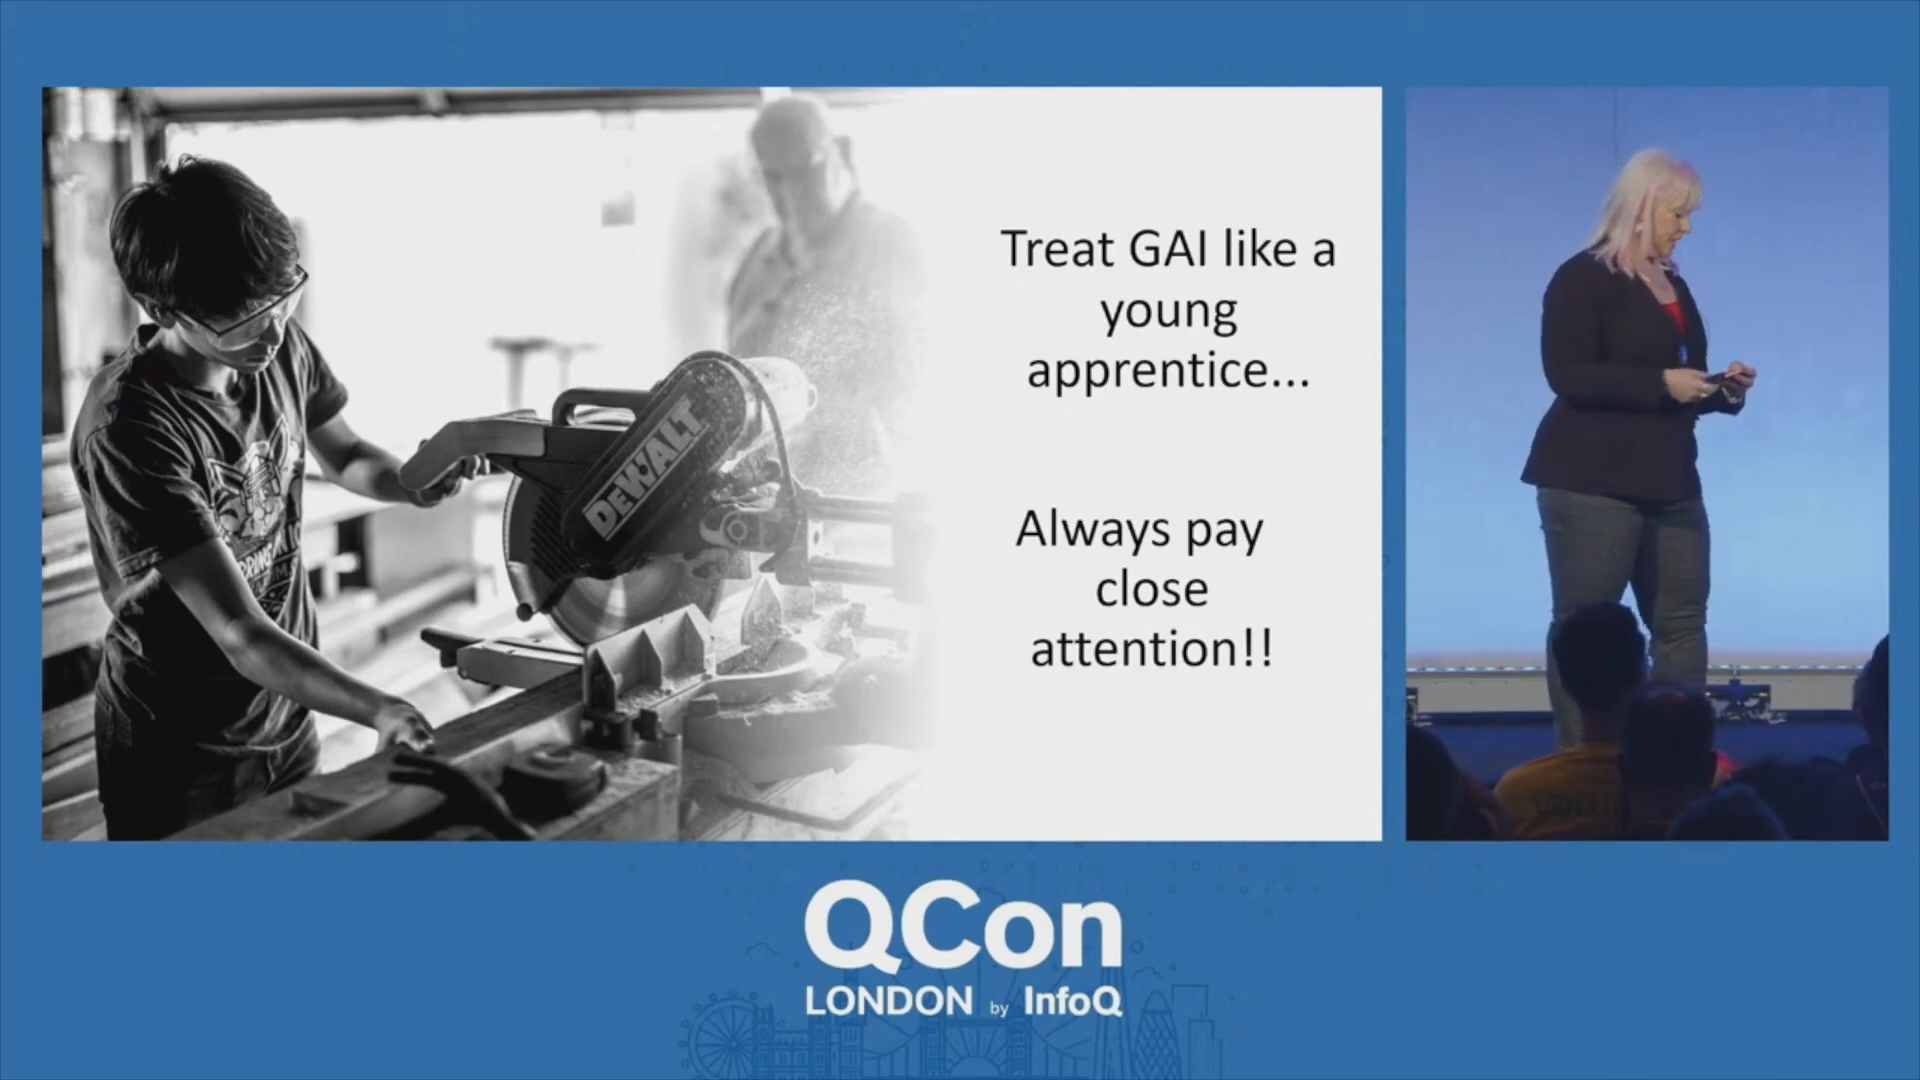 Treat GAI like a
young
apprentice...
Always pay
close
attention!!
DEWALT
QCon
LONDON by InfoQ